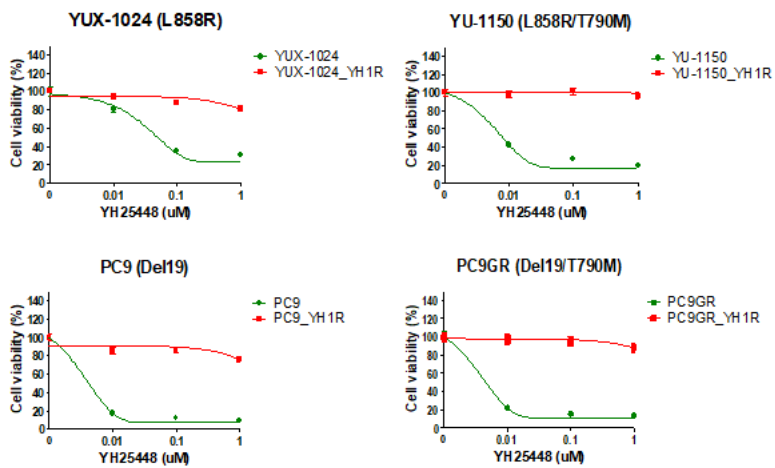 YUX-1024 (L858R)
YUX-1024
YUX-1024_YH1R
Cell viability (%)
140
120
100
80
60
40
20
0
0 0.01 0.1 1
YH25448 (uM)
YU-1150 (L858R/T790M)
YU-1150
YU-1150_YH1R
Cell viability (%)
140
120
100
80
60
40
20
0
0 0.01 0.1 1
YH25448 (uM)
PC9 (Del19)
PC9
PC9_YH1R
Cell viability (%)
140
120
100
80
60
40
20
0
0 0.01 0.1 1
YH25448 (uM)
PC9GR (Del19/T790M)
PC9GR
PC9GR_YH1R
Cell viability (%)
140
120
100
80
60
40
20
0
0 0.01 0.1 1
YH25448 (uM)